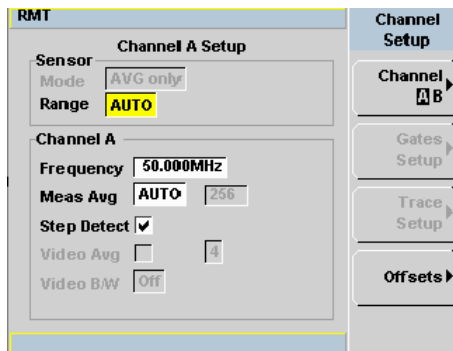 RMT
Channel A Setup
Sensor
Mode AVG only
Range AUTO
Channel A
Frequency 50.000MHz
Meas Avg AUTO 256
Step Detect
Video Avg 4
Video B/W Off
Channel
Setup
Channel
A B
Gates
Setup
Trace
Setup
Offsets